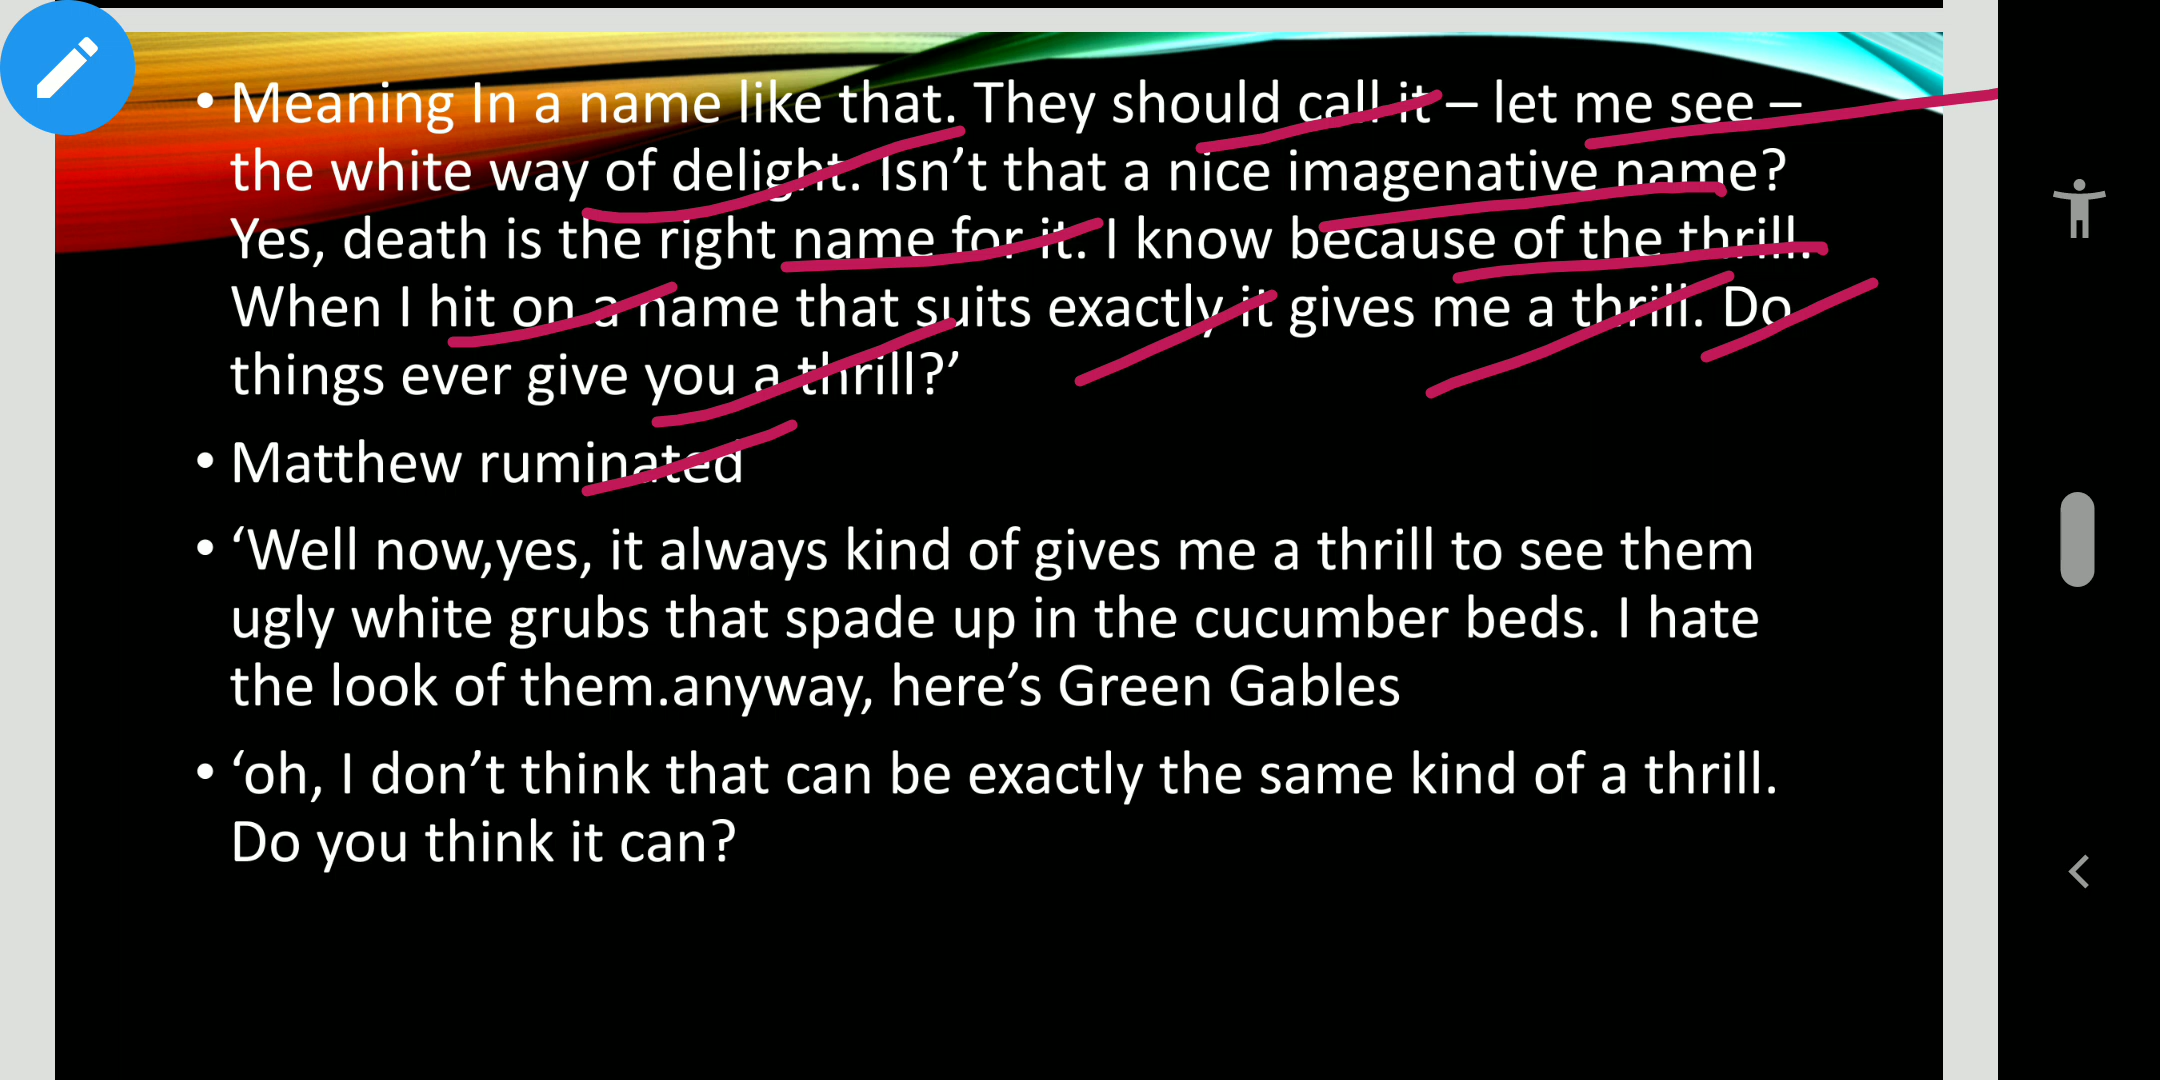 • Meaning In a name like that. They should call it – let me see –
the white way of delight. Isn’t that a nice imagenative name?
Yes, death is the right name for it. I know because of the thrill.
When I hit on a name that suits exactly it gives me a thrill. Do
things ever give you a thrill?’
• Matthew ruminated
• ‘Well now,yes, it always kind of gives me a thrill to see them
ugly white grubs that spade up in the cucumber beds. I hate
the look of them.anyway, here’s Green Gables
• ‘oh, I don’t think that can be exactly the same kind of a thrill.
Do you think it can?